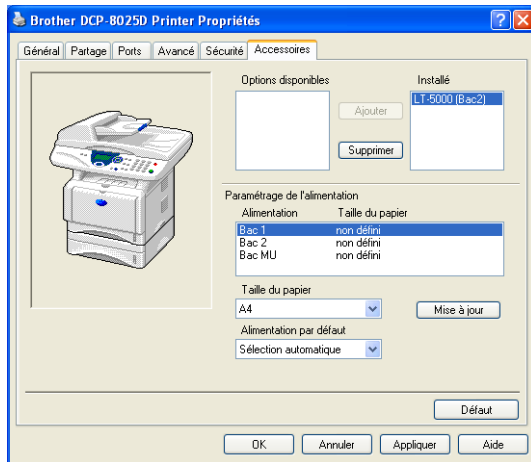 Brother DCP-8025D Printer Propriétés
Général Partage Ports Avancé Sécurité Accessoires
Options disponibles Installé
LT-5000 (Bac2)
Ajouter
Supprimer
Paramétrage de l'alimentation
Alimentation Taille du papier
Bac 1 non défini
Bac 2 non défini
Bac MU non défini
Taille du papier
A4 Mise à jour
Alimentation par défaut
Sélection automatique
Défaut
OK Annuler Appliquer Aide